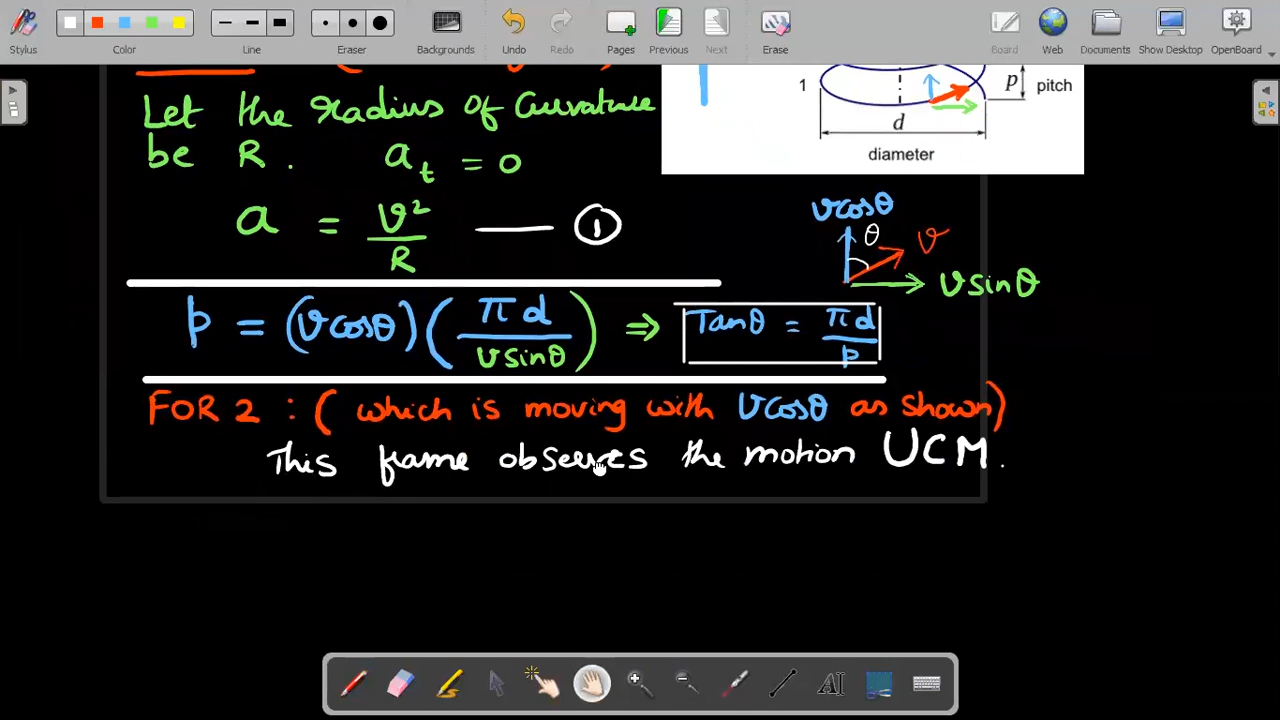 Stylus
Color
Line
Eraser
Backgrounds
Undo
Redo
Pages
Previous
Next
Erase
Board
Web
Documents
Show Desktop
OpenBoard
Let the radius of Curvature
be R . a_t = 0
a = v²/R —— ①
1
p
pitch
d
diameter
vcosθ
θ
v
vsinθ
p = (vcosθ) (πd / vsinθ) ⇒ Tanθ = πd/p
FOR 2 : ( which is moving with vcosθ as shown)
This frame observes the motion UCM.
AI